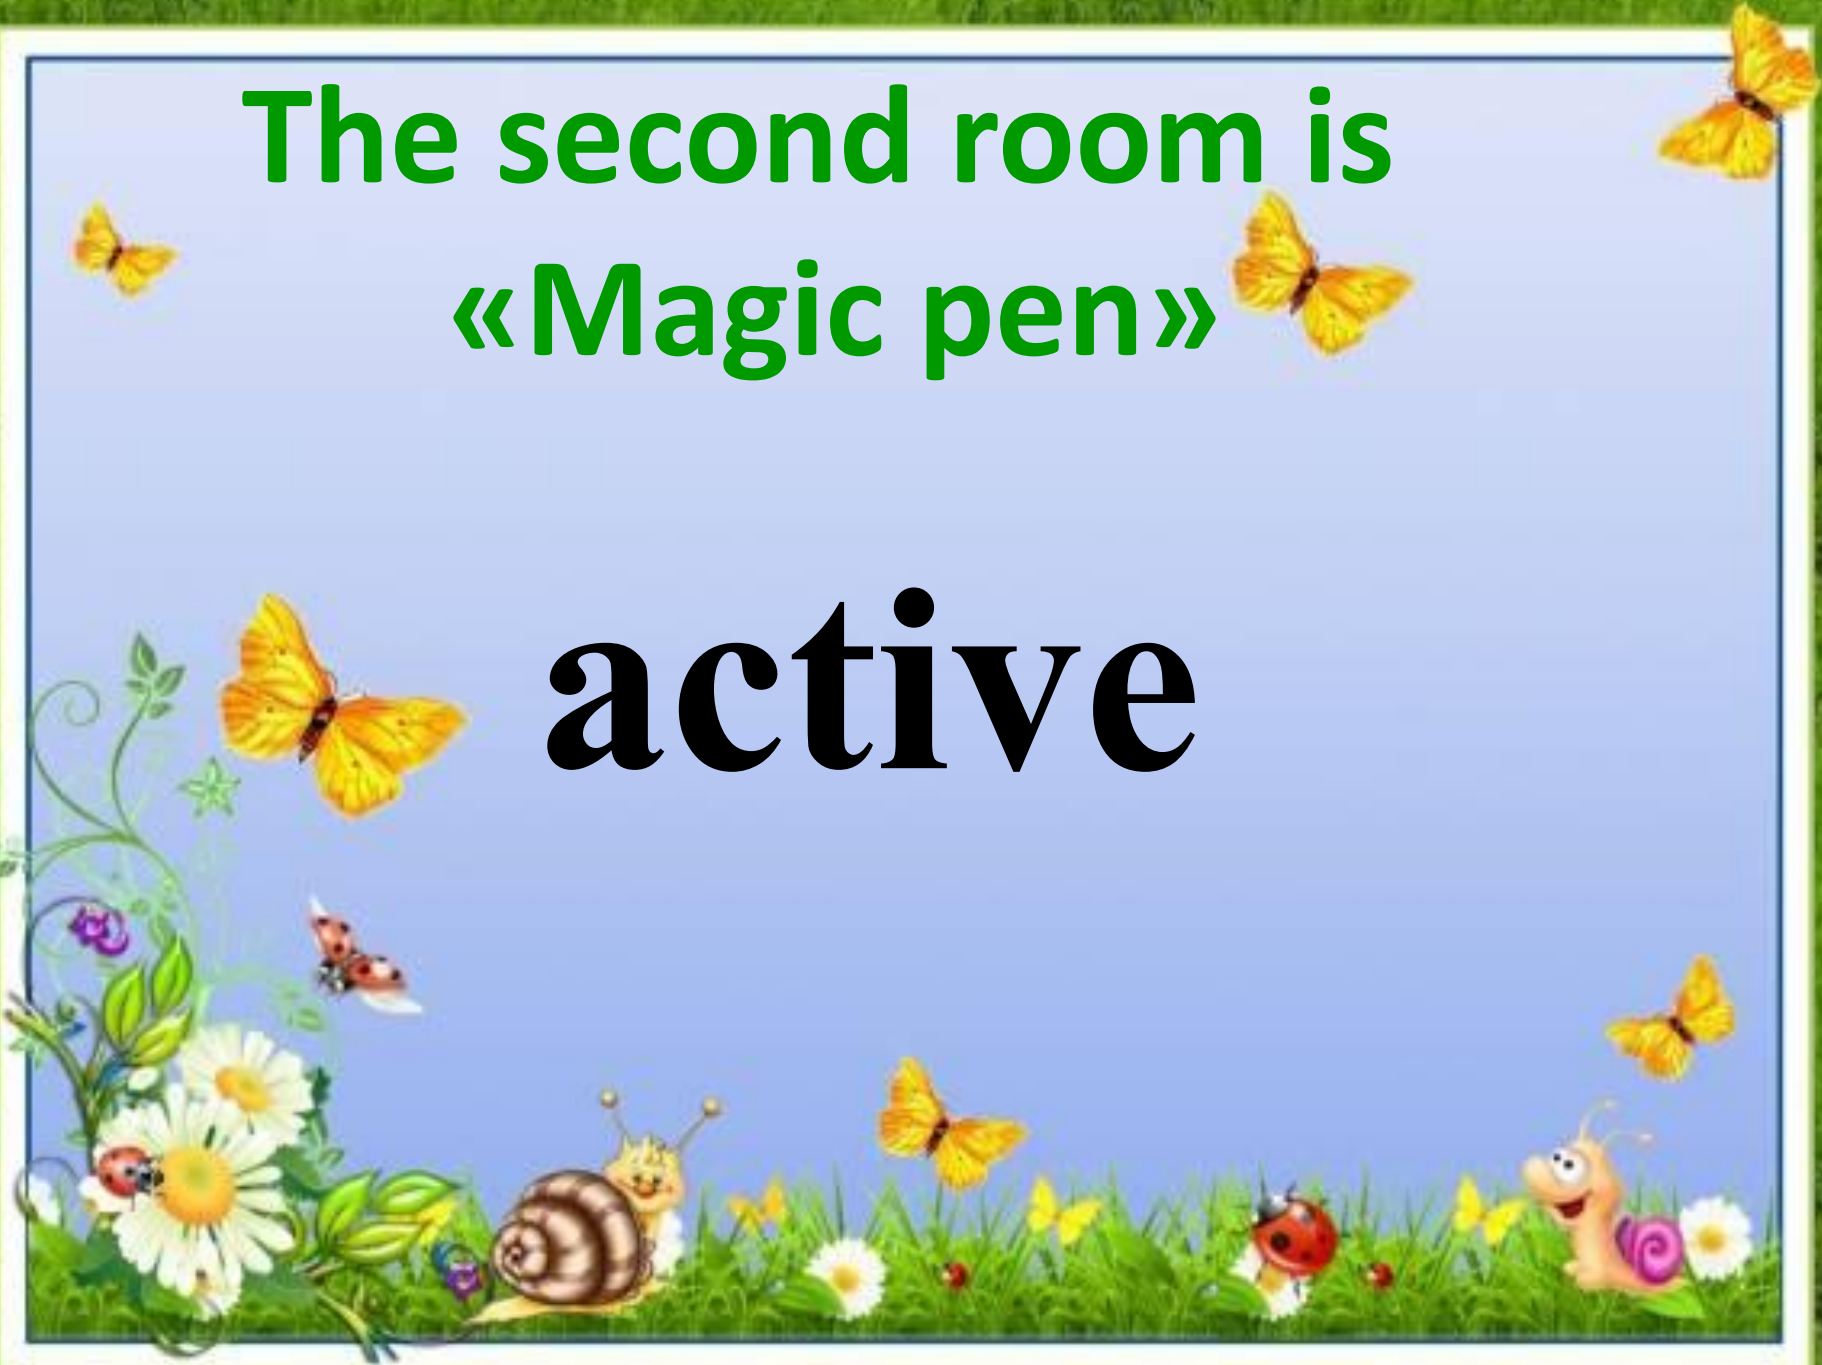 The second room is
«Magic pen»
active